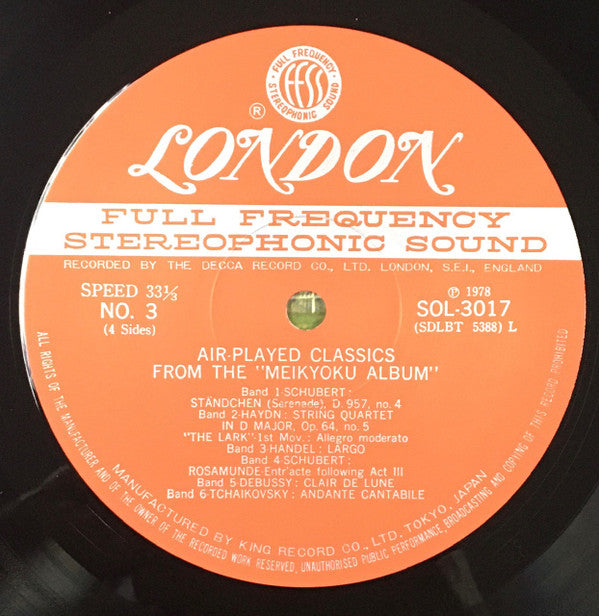 FULL FREQUENCY
FFSS
STEREOPHONIC SOUND
®
LONDON
FULL FREQUENCY
STEREOPHONIC SOUND
RECORDED BY THE DECCA RECORD CO., LTD. LONDON, S.E.I., ENGLAND
SPEED 33⅓
NO. 3
(4 Sides)
℗ 1978
SOL-3017
(SDLBT 5388) L
AIR-PLAYED CLASSICS
FROM THE "MEIKYOKU ALBUM"
Band 1·SCHUBERT:
STÄNDCHEN (Serenade), D. 957, no. 4
Band 2·HAYDN: STRING QUARTET
IN D MAJOR, Op. 64, no. 5
"THE LARK"-1st Mov.: Allegro moderato
Band 3·HANDEL: LARGO
Band 4·SCHUBERT:
ROSAMUNDE·Entr'acte following Act III
Band 5·DEBUSSY: CLAIR DE LUNE
Band 6·TCHAIKOVSKY: ANDANTE CANTABILE
MANUFACTURED BY KING RECORD CO., LTD. TOKYO, JAPAN
ALL RIGHTS OF THE MANUFACTURER AND OF THE OWNER OF THE RECORDED WORK RESERVED, UNAUTHORISED PUBLIC PERFORMANCE, BROADCASTING AND COPYING OF THIS RECORD PROHIBITED